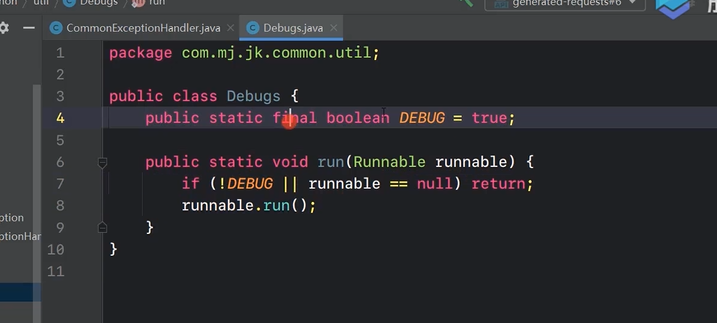 util
Debugs
run
generated-requests#6
CommonExceptionHandler.java
Debugs.java
1 package com.mj.jk.common.util;
2
3 public class Debugs {
4 public static final boolean DEBUG = true;
5
6 public static void run(Runnable runnable) {
7 if (!DEBUG || runnable == null) return;
8 runnable.run();
9 }
10 }
11
ption
ptionHar